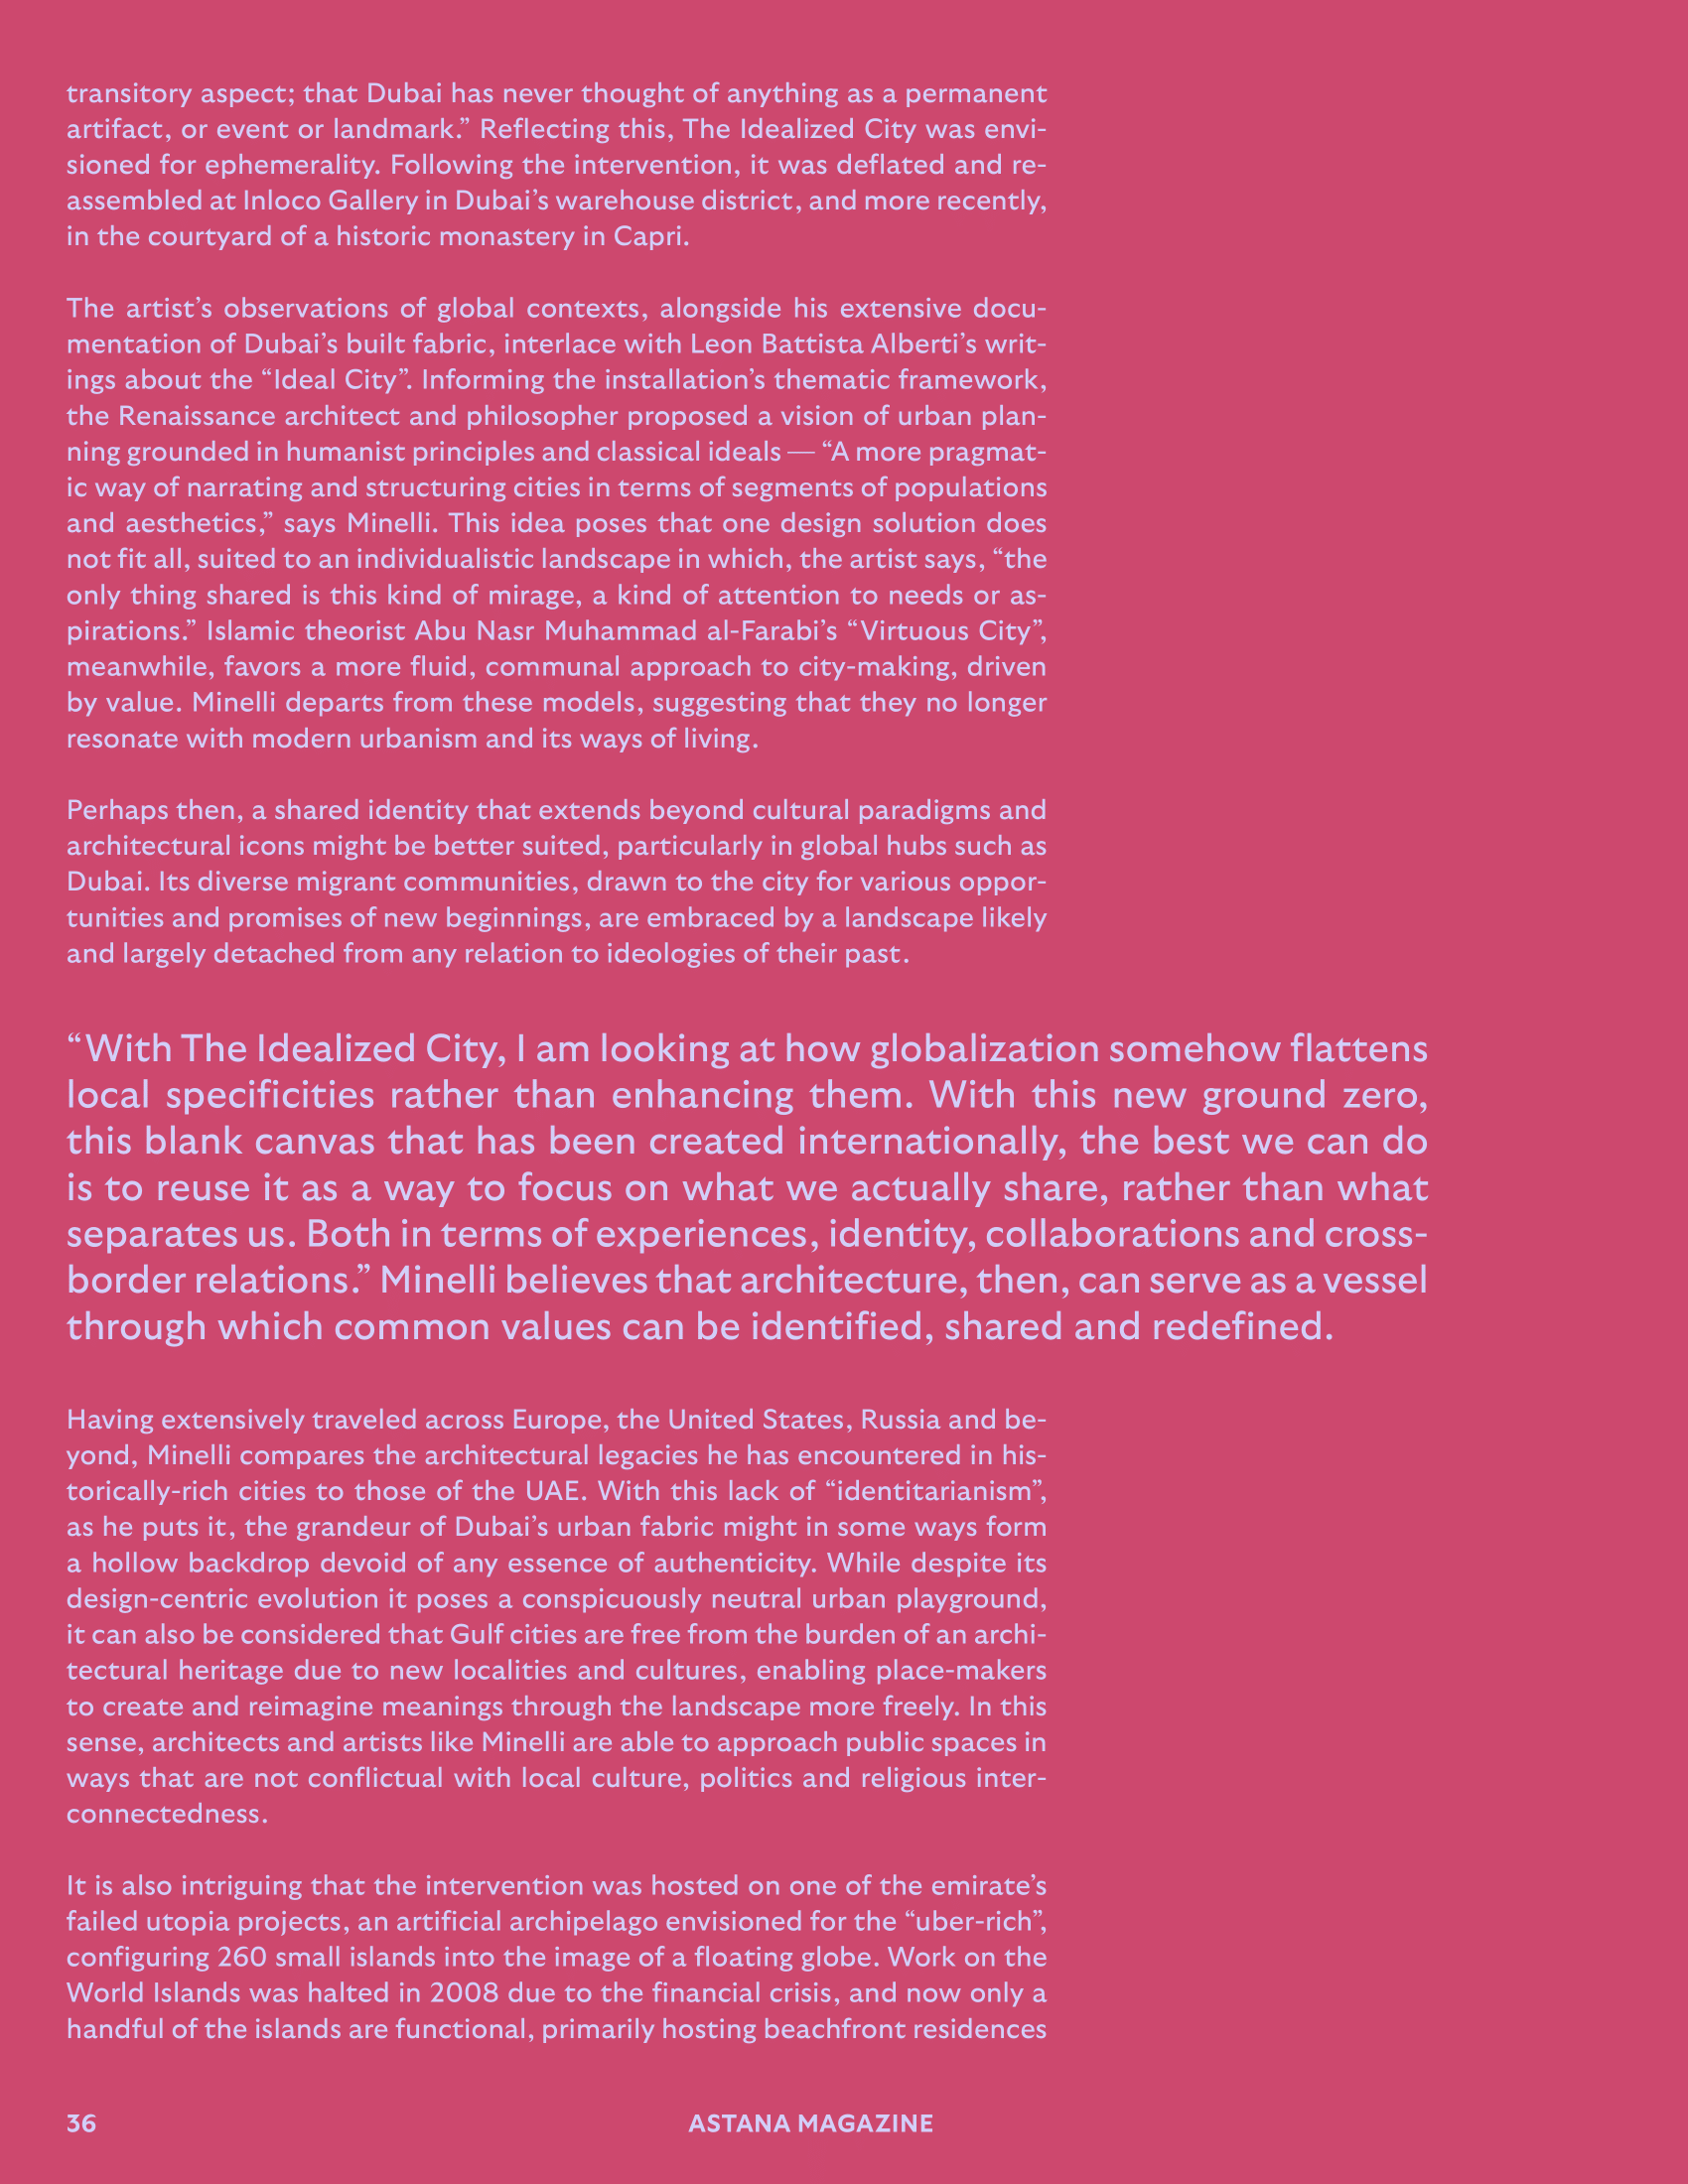 transitory aspect; that Dubai has never thought of anything as a permanent
artifact, or event or landmark.” Reflecting this, The Idealized City was envi-
sioned for ephemerality. Following the intervention, it was deflated and re-
assembled at Inloco Gallery in Dubai’s warehouse district, and more recently,
in the courtyard of a historic monastery in Capri.
The artist’s observations of global contexts, alongside his extensive docu-
mentation of Dubai’s built fabric, interlace with Leon Battista Alberti’s writ-
ings about the “Ideal City”. Informing the installation’s thematic framework,
the Renaissance architect and philosopher proposed a vision of urban plan-
ning grounded in humanist principles and classical ideals — “A more pragmat-
ic way of narrating and structuring cities in terms of segments of populations
and aesthetics,” says Minelli. This idea poses that one design solution does
not fit all, suited to an individualistic landscape in which, the artist says, “the
only thing shared is this kind of mirage, a kind of attention to needs or as-
pirations.” Islamic theorist Abu Nasr Muhammad al-Farabi’s “Virtuous City”,
meanwhile, favors a more fluid, communal approach to city-making, driven
by value. Minelli departs from these models, suggesting that they no longer
resonate with modern urbanism and its ways of living.
Perhaps then, a shared identity that extends beyond cultural paradigms and
architectural icons might be better suited, particularly in global hubs such as
Dubai. Its diverse migrant communities, drawn to the city for various oppor-
tunities and promises of new beginnings, are embraced by a landscape likely
and largely detached from any relation to ideologies of their past.
“With The Idealized City, I am looking at how globalization somehow flattens
local specificities rather than enhancing them. With this new ground zero,
this blank canvas that has been created internationally, the best we can do
is to reuse it as a way to focus on what we actually share, rather than what
separates us. Both in terms of experiences, identity, collaborations and cross-
border relations.” Minelli believes that architecture, then, can serve as a vessel
through which common values can be identified, shared and redefined.
Having extensively traveled across Europe, the United States, Russia and be-
yond, Minelli compares the architectural legacies he has encountered in his-
torically-rich cities to those of the UAE. With this lack of “identitarianism”,
as he puts it, the grandeur of Dubai’s urban fabric might in some ways form
a hollow backdrop devoid of any essence of authenticity. While despite its
design-centric evolution it poses a conspicuously neutral urban playground,
it can also be considered that Gulf cities are free from the burden of an archi-
tectural heritage due to new localities and cultures, enabling place-makers
to create and reimagine meanings through the landscape more freely. In this
sense, architects and artists like Minelli are able to approach public spaces in
ways that are not conflictual with local culture, politics and religious inter-
connectedness.
It is also intriguing that the intervention was hosted on one of the emirate’s
failed utopia projects, an artificial archipelago envisioned for the “uber-rich”,
configuring 260 small islands into the image of a floating globe. Work on the
World Islands was halted in 2008 due to the financial crisis, and now only a
handful of the islands are functional, primarily hosting beachfront residences
36
ASTANA MAGAZINE